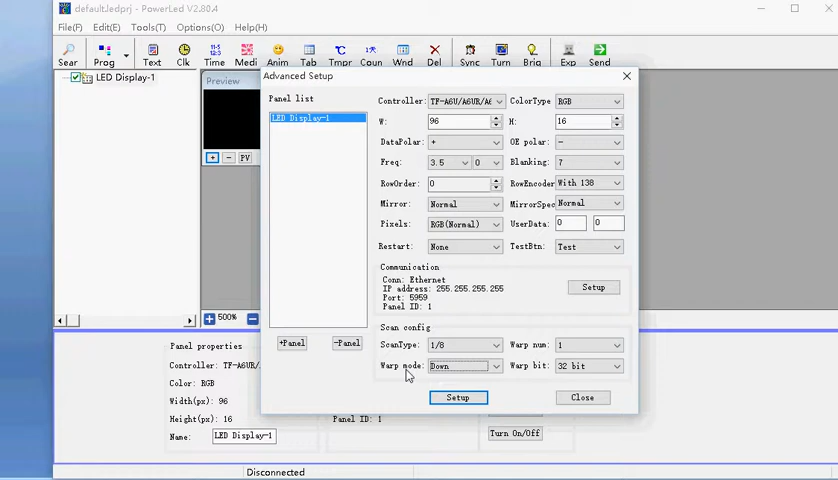 default.ledprj - PowerLed V2.80.4
File(F) Edit(E) Tools(T) Options(O) Help(H)
Sear Prog Text Clk Time Medi Anim Tab Tmpr Coun Wnd Del Sync Turn Brig Exp Send
LED Display-1
Preview
+ - PV
500%
Advanced Setup
Panel list
LED Display-1
+Panel -Panel
Controller: TF-A6U/A6UR/A6 ColorType RGB
W: 96 H: 16
DataPolar: + OE polar: -
Freq: 3.5 0 Blanking: 7
RowOrder: 0 RowEncoder With 138
Mirror: Normal MirrorSpec Normal
Pixels: RGB(Normal) UserData: 0 0
Restart: None TestBtn: Test
Communication
Conn: Ethernet
IP address: 255.255.255.255
Port: 5959
Panel ID: 1
Setup
Scan config
ScanType: 1/8 Warp num: 1
Warp mode: Down Warp bit: 32 bit
Setup Close
Panel properties
Controller: TF-A6UR/
Color: RGB
Width(px): 96
Height(px): 16
Name: LED Display-1
Panel ID: 1
Turn On/Off
Disconnected